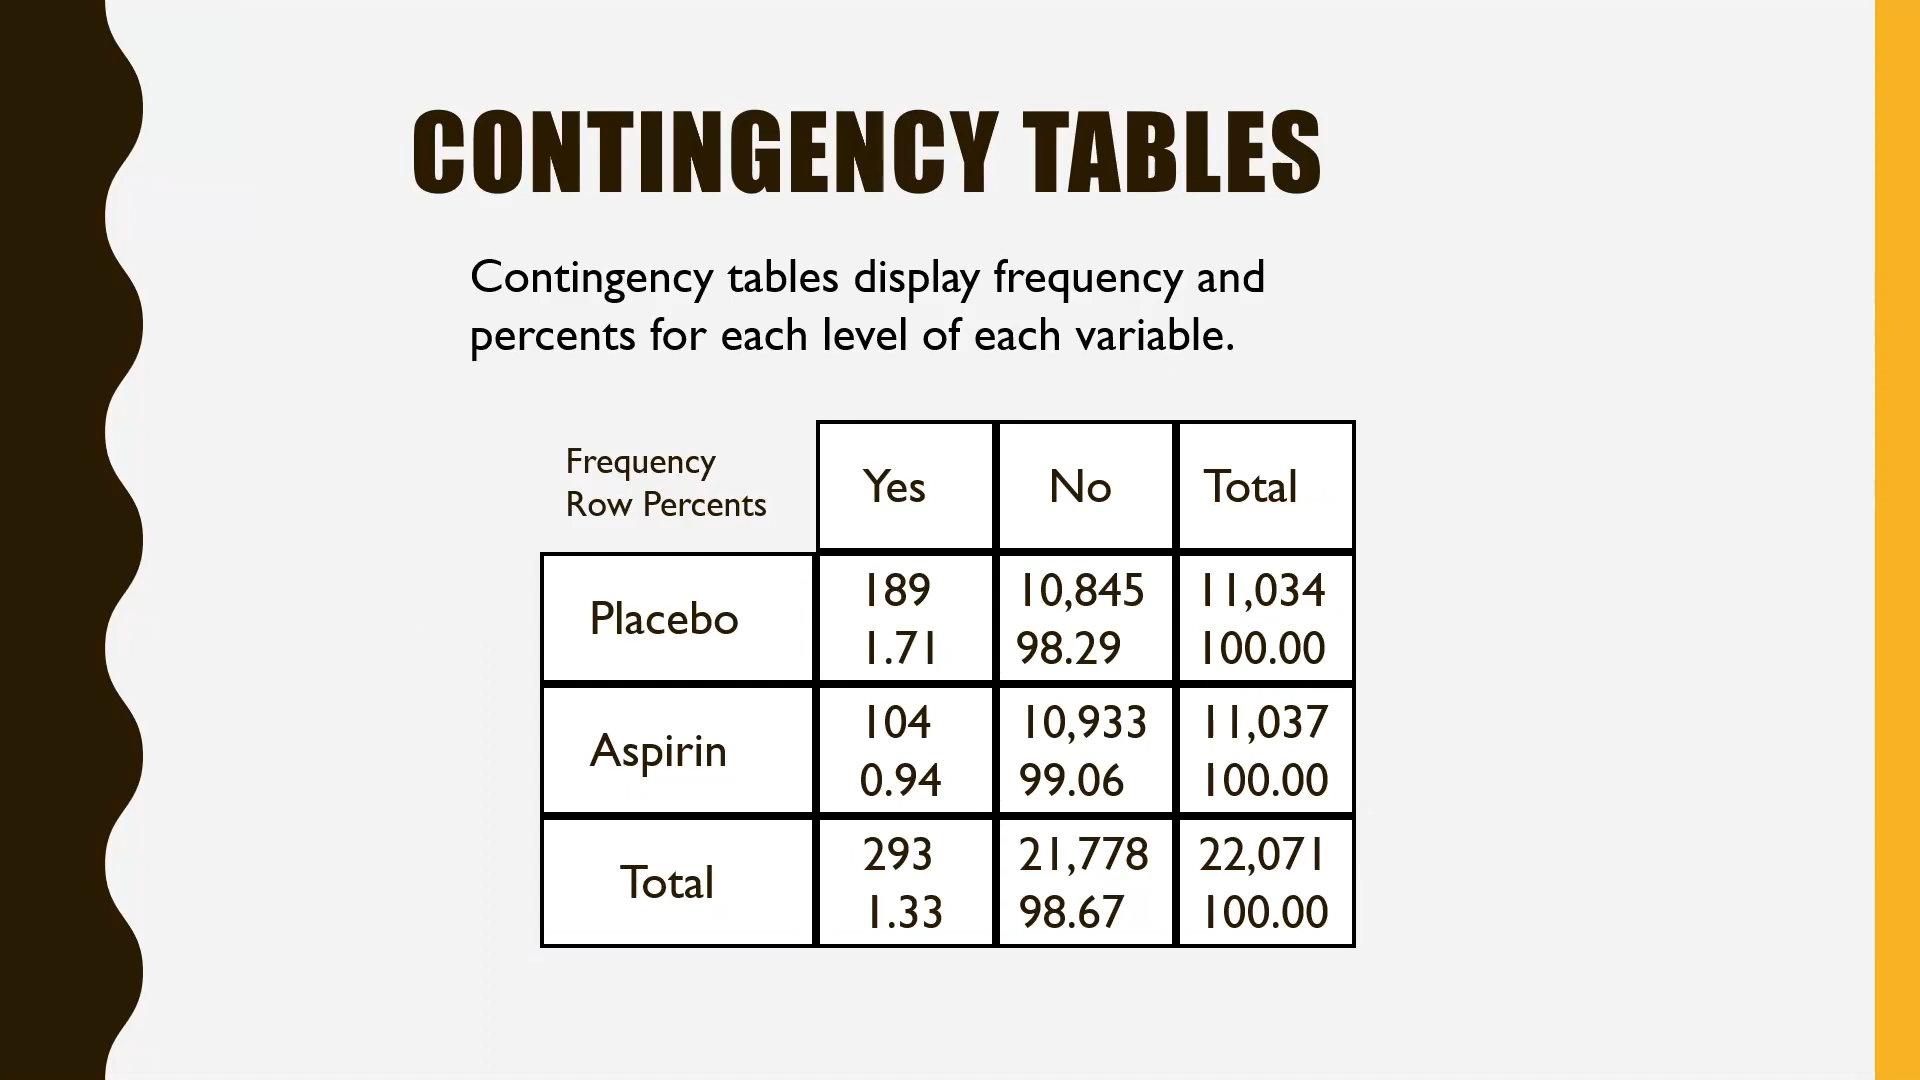 CONTINGENCY TABLES
Contingency tables display frequency and
percents for each level of each variable.
Frequency
Row Percents
Yes No Total
Placebo
189 10,845 11,034
1.71 98.29 100.00
Aspirin
104 10,933 11,037
0.94 99.06 100.00
Total
293 21,778 22,071
1.33 98.67 100.00